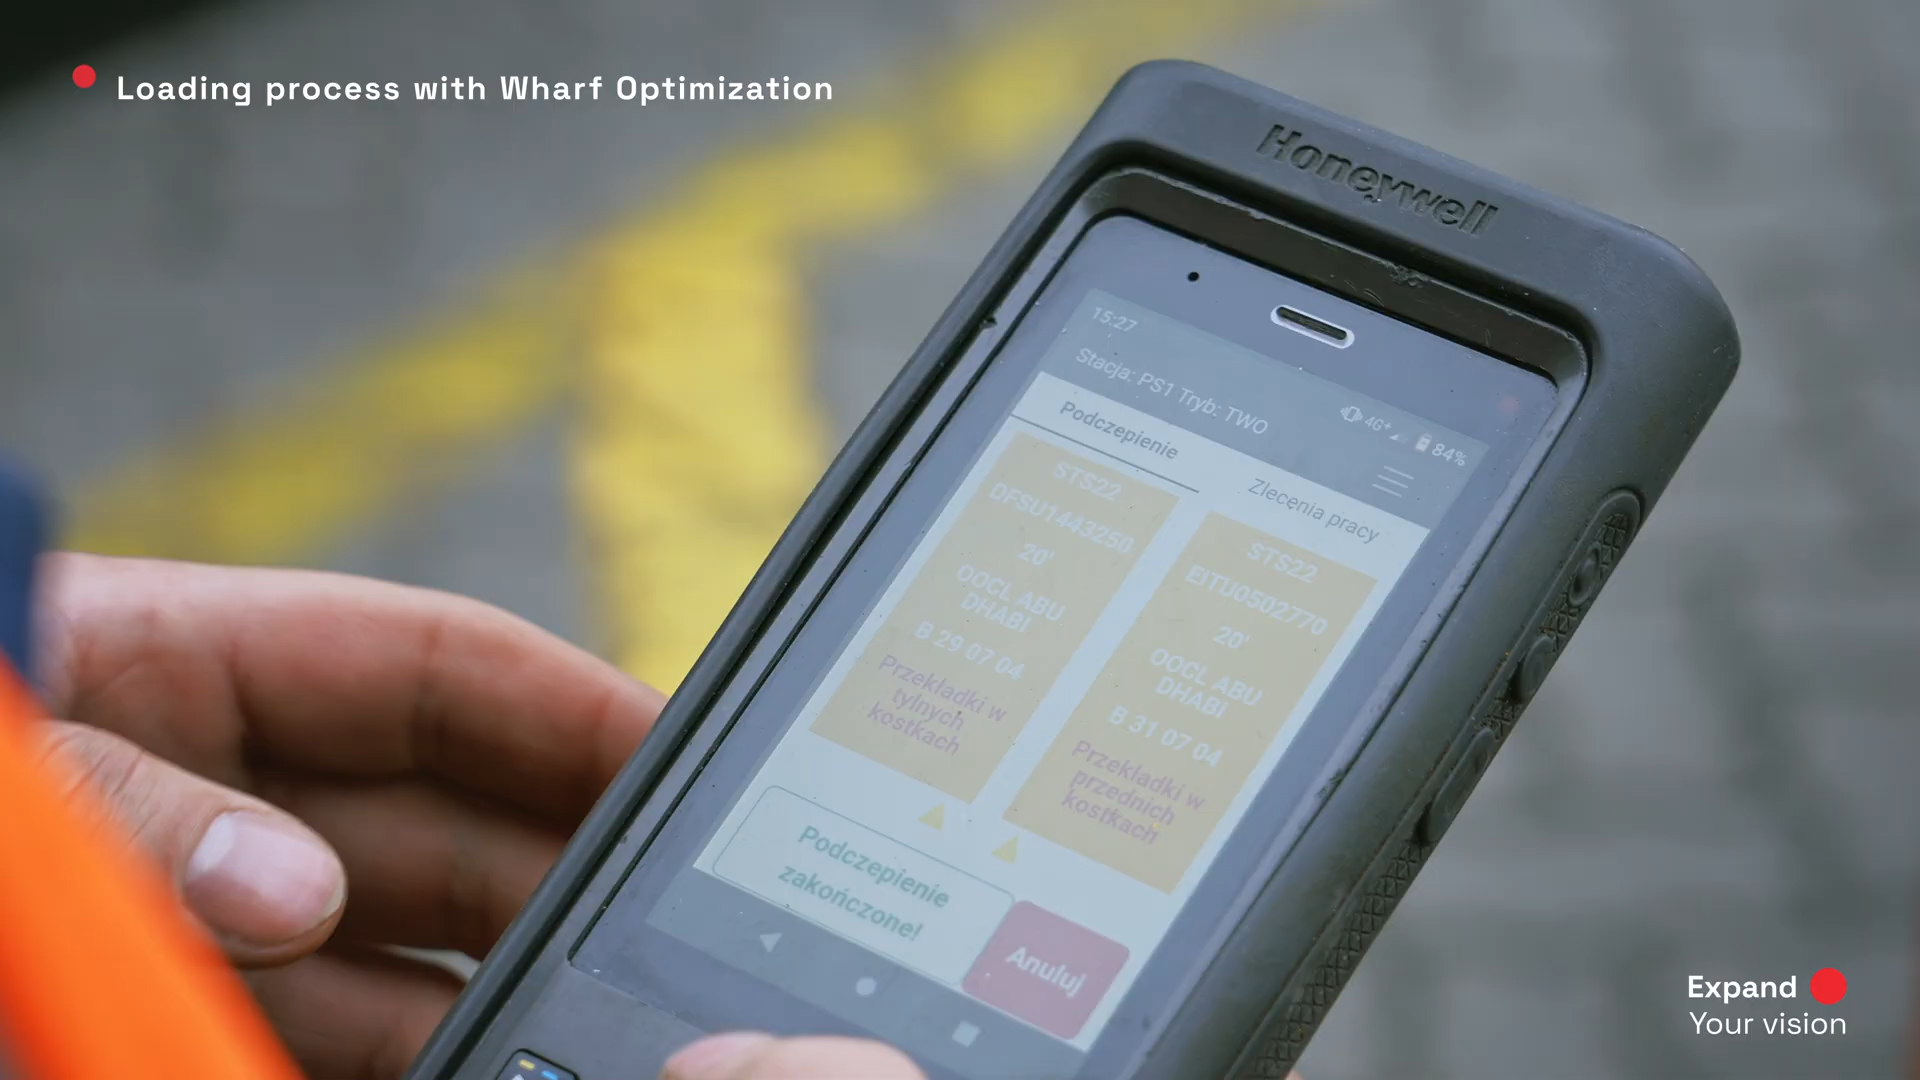 Loading process with Wharf Optimization
Honeywell
15:27
4G+
84%
Stacja: PS1 Tryb: TWO
Podczepienie
Zlecenia pracy
STS22
DFSU1443250
20'
OOCL ABU
DHABI
B 29 07 04
Przekładki w
tylnych
kostkach
STS22
EITU0502770
20'
OOCL ABU
DHABI
B 31 07 04
Przekładki w
przednich
kostkach
Podczepienie
zakończone!
Anuluj
Expand
Your vision